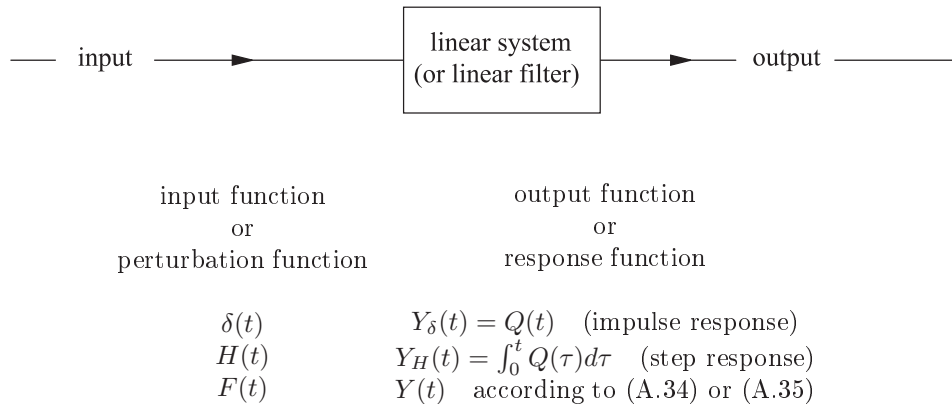 input
linear system
(or linear filter)
output
input function
or
perturbation function
output function
or
response function
δ(t) Y_δ(t) = Q(t) (impulse response)
H(t) Y_H(t) = ∫_0^t Q(τ)dτ (step response)
F(t) Y(t) according to (A.34) or (A.35)